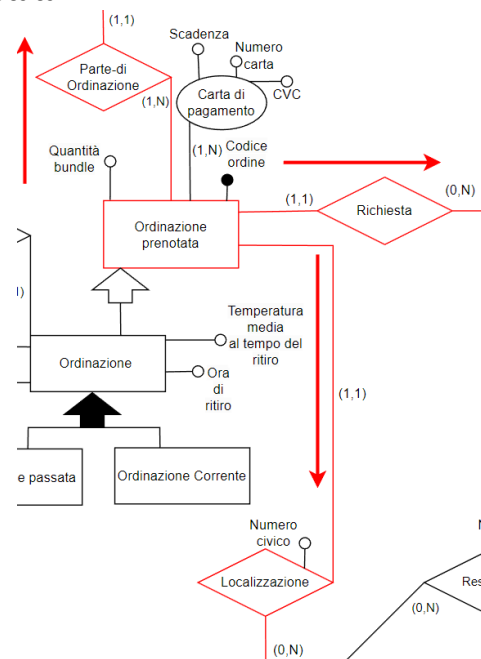 (1,1)
Scadenza
Numero
carta
Parte-di
Ordinazione
CVC
Carta di
pagamento
(1,N)
Quantità
bundle
(1,N)
Codice
ordine
(1,1)
(0,N)
Richiesta
Ordinazione
prenotata
Temperatura
media
al tempo del
ritiro
Ordinazione
Ora
di
ritiro
(1,1)
e passata
Ordinazione Corrente
Numero
civico
Localizzazione
Res
(0,N)
(0,N)